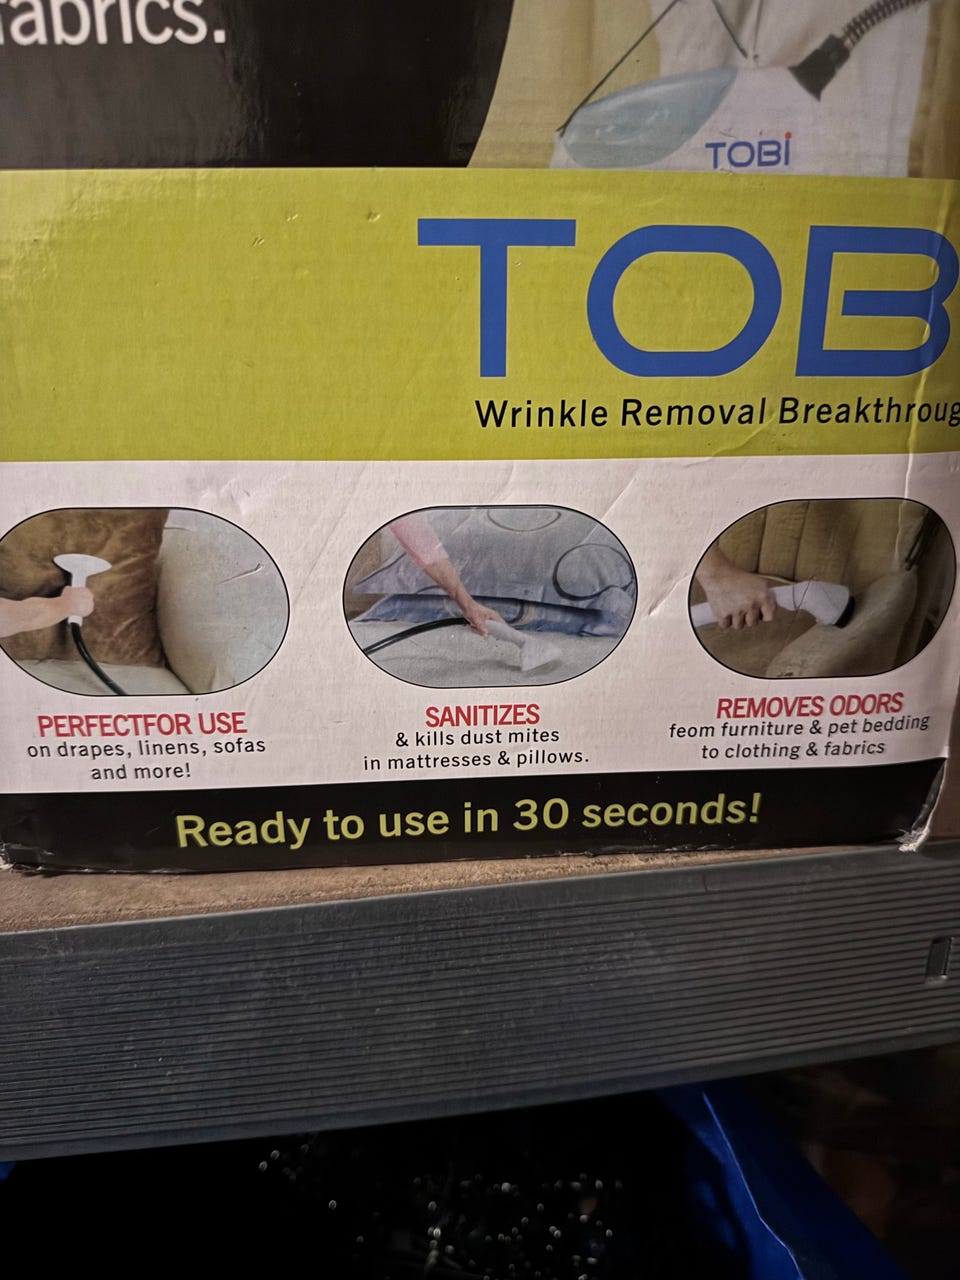 fabrics.
TOBI
TOB
Wrinkle Removal Breakthroug
PERFECTFOR USE
on drapes, linens, sofas
and more!
SANITIZES
& kills dust mites
in mattresses & pillows.
REMOVES ODORS
feom furniture & pet bedding
to clothing & fabrics
Ready to use in 30 seconds!